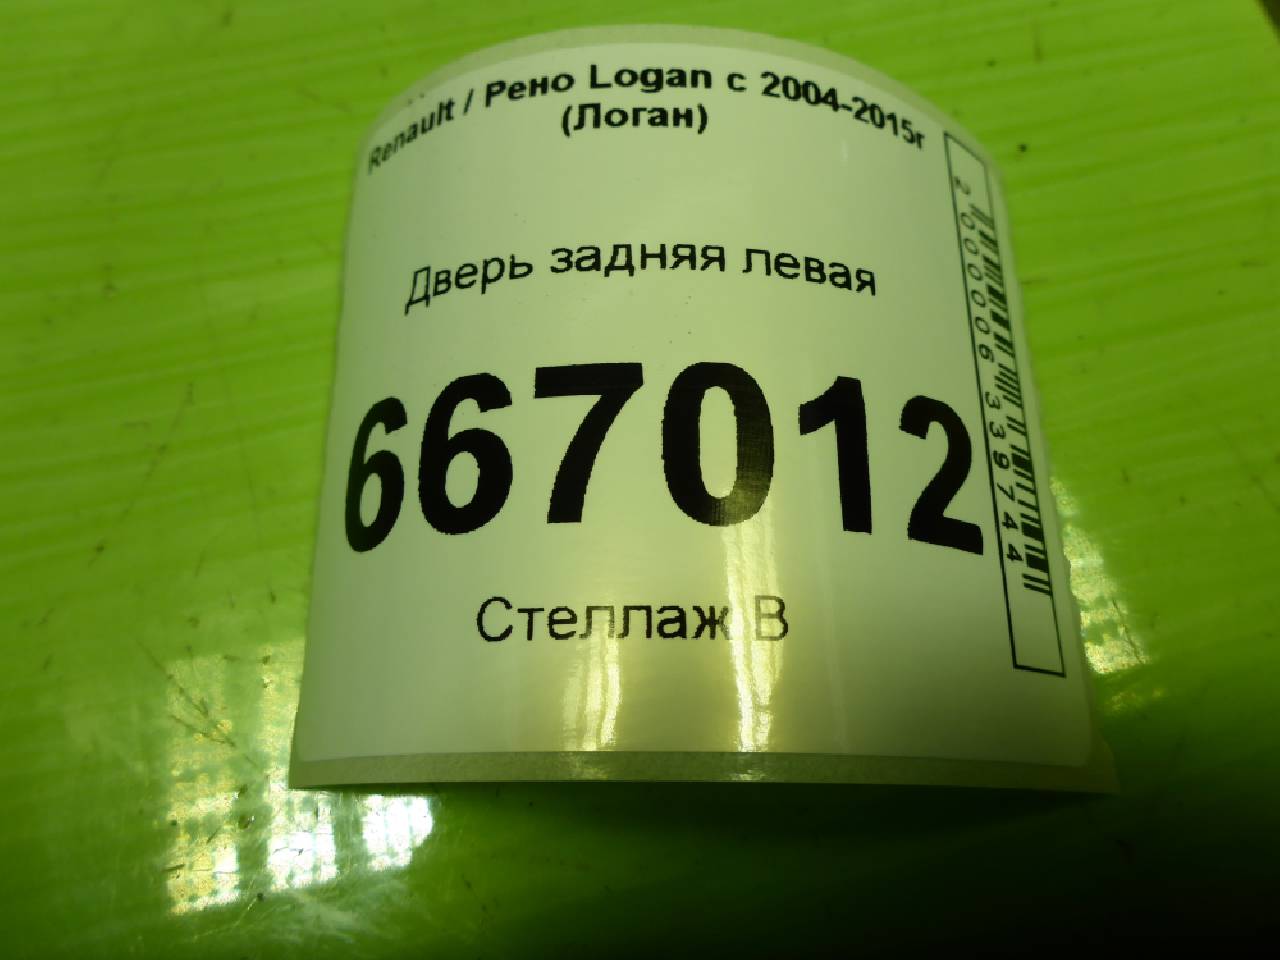 Renault / Рено Logan с 2004-2015г
(Логан)
Дверь задняя левая
667012
Стеллаж В
2000006339744